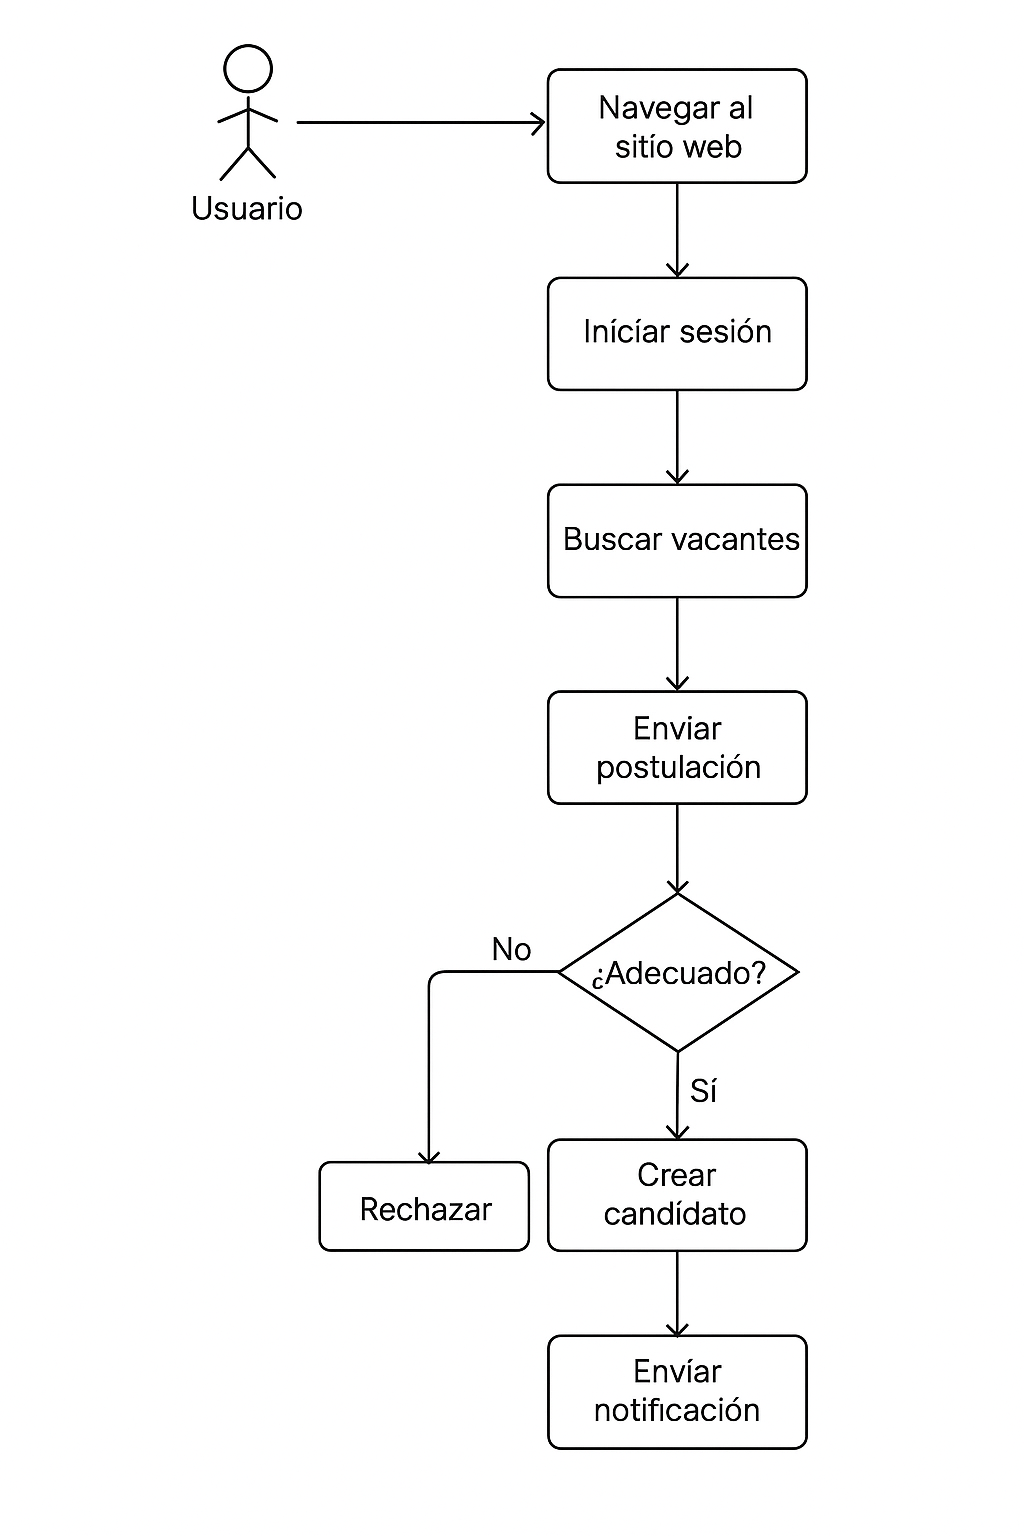 Usuario
Navegar al
sitío web
Inícíar sesión
Buscar vacantes
Enviar
postulación
¿Adecuado?
No
Sí
Rechazar
Crear
candídato
Envíar
notificación